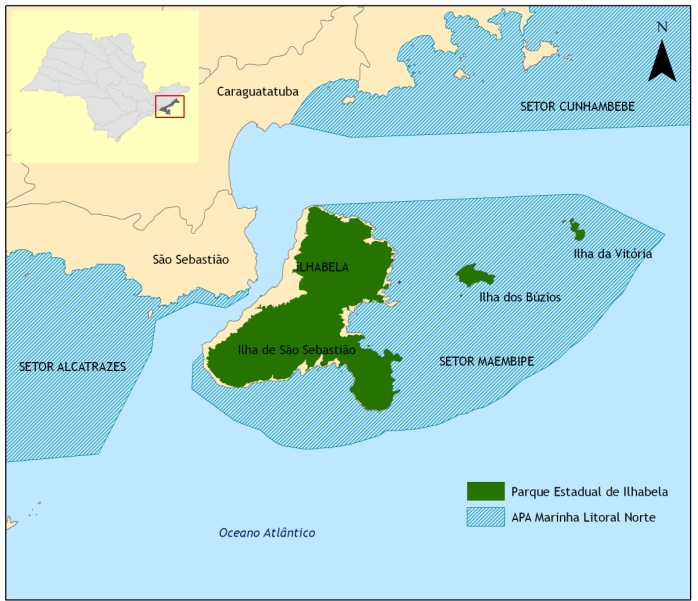 N
Caraguatatuba
SETOR CUNHAMBEBE
São Sebastião
ILHABELA
Ilha da Vitória
Ilha dos Búzios
Ilha de São Sebastião
SETOR ALCATRAZES
SETOR MAEMBIPE
Parque Estadual de Ilhabela
APA Marinha Litoral Norte
Oceano Atlântico